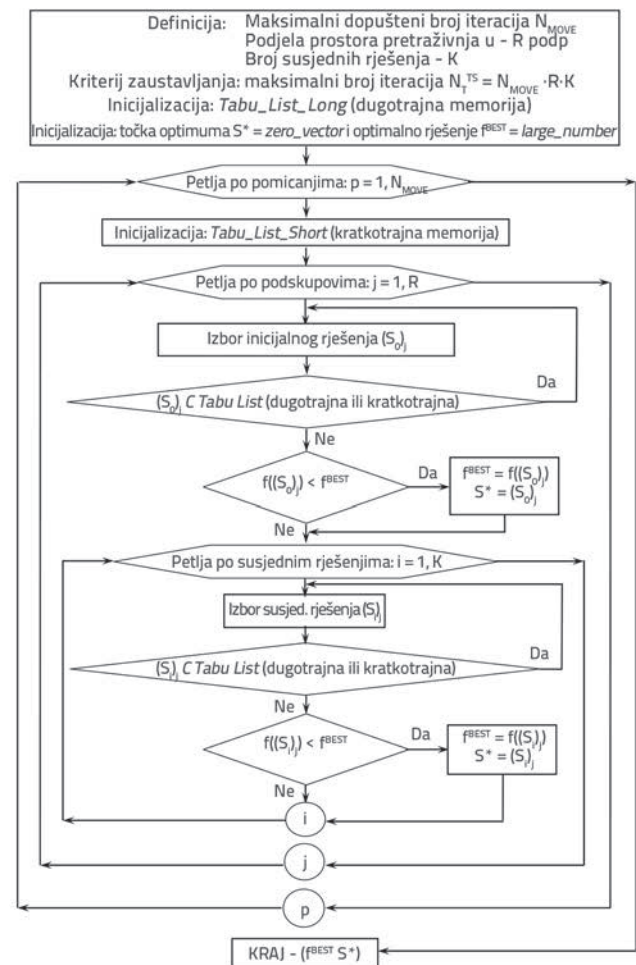 Definicija: Maksimalni dopušteni broj iteracija N_MOVE
Podjela prostora pretraživnja u - R podp
Broj susjednih rješenja - K
Kriterij zaustavljanja: maksimalni broj iteracija N_T^TS = N_MOVE ·R·K
Inicijalizacija: Tabu_List_Long (dugotrajna memorija)
Inicijalizacija: točka optimuma S* = zero_vector i optimalno rješenje f^BEST = large_number
Petlja po pomicanjima: p = 1, N_MOVE
Inicijalizacija: Tabu_List_Short (kratkotrajna memorija)
Petlja po podskupovima: j = 1, R
Izbor inicijalnog rješenja (S_o)_j
Da
(S_o)_j C Tabu List (dugotrajna ili kratkotrajna)
Ne
f((S_o)_j) < f^BEST
Da
f^BEST = f((S_o)_j)
S* = (S_o)_j
Ne
Petlja po susjednim rješenjima: i = 1, K
Izbor susjed. rješenja (S_i)_j
Da
(S_i)_j C Tabu List (dugotrajna ili kratkotrajna)
Ne
f((S_i)_j) < f^BEST
Da
f^BEST = f((S_i)_j)
S* = (S_i)_j
Ne
i
j
p
KRAJ - (f^BEST S*)